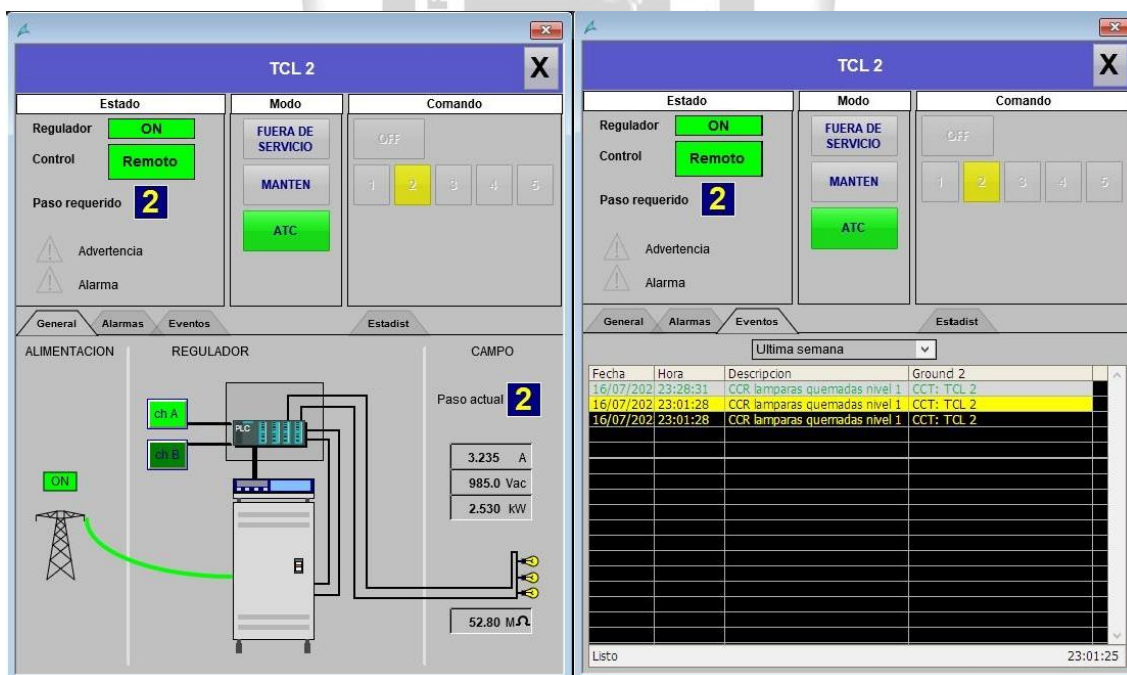 TCL 2
X
Estado
Modo
Comando
Regulador
ON
Control
Remoto
Paso requerido
2
Advertencia
Alarma
FUERA DE
SERVICIO
MANTEN
ATC
OFF
1 2 3 4 5
General
Alarmas
Eventos
Estadist
ALIMENTACION
REGULADOR
CAMPO
ch A
ch B
PLC
ON
Paso actual
2
3.235 A
985.0 Vac
2.530 kW
52.80 MΩ
TCL 2
X
Estado
Modo
Comando
Regulador
ON
Control
Remoto
Paso requerido
2
Advertencia
Alarma
FUERA DE
SERVICIO
MANTEN
ATC
OFF
1 2 3 4 5
General
Alarmas
Eventos
Estadist
Ultima semana
Fecha Hora Descripcion Ground 2
16/07/202 23:28:31 CCR lamparas quemadas nivel 1 CCT: TCL 2
16/07/202 23:01:28 CCR lamparas quemadas nivel 1 CCT: TCL 2
16/07/202 23:01:28 CCR lamparas quemadas nivel 1 CCT: TCL 2
Listo
23:01:25